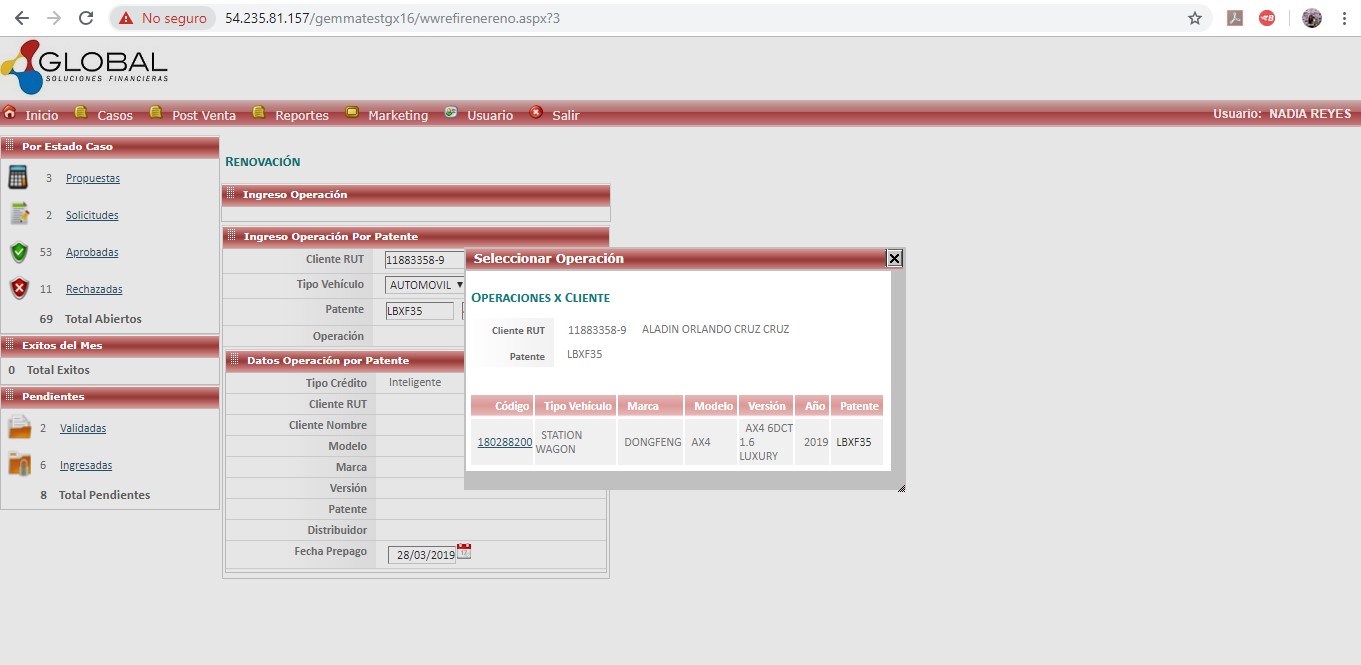 No seguro
54.235.81.157/gemmatestgx16/wwrefirenereno.aspx?3
GLOBAL
SOLUCIONES FINANCIERAS
Inicio Casos Post Venta Reportes Marketing Usuario Salir
Usuario: NADIA REYES
Por Estado Caso
3 Propuestas
2 Solicitudes
53 Aprobadas
11 Rechazadas
69 Total Abiertos
Exitos del Mes
0 Total Exitos
Pendientes
2 Validadas
6 Ingresadas
8 Total Pendientes
RENOVACIÓN
Ingreso Operación
Ingreso Operación Por Patente
Cliente RUT 11883358-9
Tipo Vehículo AUTOMOVIL
Patente LBXF35
Operación
Datos Operación por Patente
Tipo Crédito Inteligente
Cliente RUT
Cliente Nombre
Modelo
Marca
Versión
Patente
Distribuidor
Fecha Prepago 28/03/2019
Seleccionar Operación
OPERACIONES X CLIENTE
Cliente RUT 11883358-9 ALADIN ORLANDO CRUZ CRUZ
Patente LBXF35
Código Tipo Vehículo Marca Modelo Versión Año Patente
180288200 STATION WAGON DONGFENG AX4 AX4 6DCT 1.6 LUXURY 2019 LBXF35